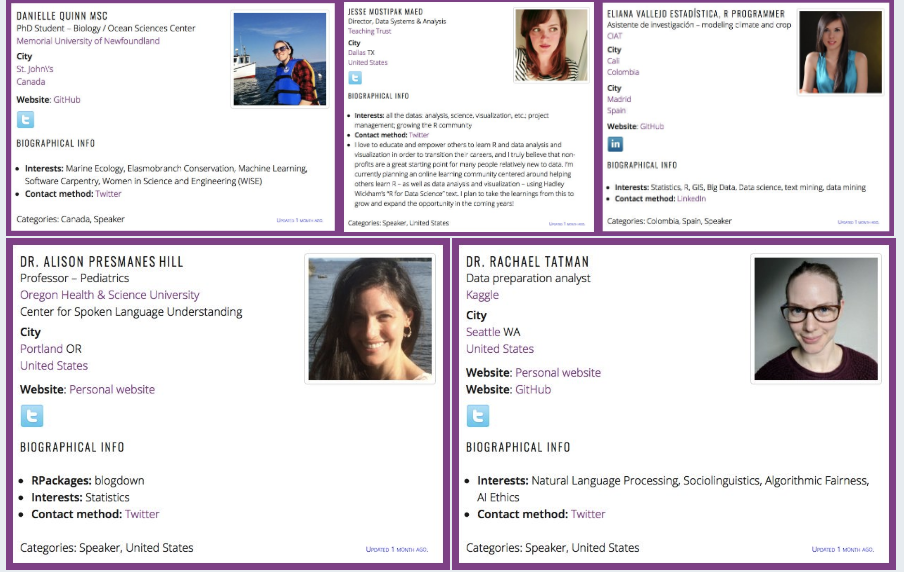 DANIELLE QUINN MSC
PhD Student – Biology / Ocean Sciences Center
Memorial University of Newfoundland
City
St. John\'s
Canada
Website: GitHub
BIOGRAPHICAL INFO
• Interests: Marine Ecology, Elasmobranch Conservation, Machine Learning,
Software Carpentry, Women in Science and Engineering (WISE)
• Contact method: Twitter
Categories: Canada, Speaker
UPDATED 1 MONTH AGO.
JESSE MOSTIPAK MAED
Director, Data Systems & Analysis
Teaching Trust
City
Dallas TX
United States
BIOGRAPHICAL INFO
• Interests: all the datas: analysis, science, visualization, etc.; project
management; growing the R community
• Contact method: Twitter
• I love to educate and empower others to learn R and data analysis and
visualization in order to transition their careers, and I truly believe that non-
profits are a great starting point for many people relatively new to data. I'm
currently planning an online learning community centered around helping
others learn R – as well as data analysis and visualization – using Hadley
Wickham's "R for Data Science" text. I plan to take the learnings from this to
grow and expand the opportunity in the coming years!
Categories: Speaker, United States
UPDATED 1 MONTH AGO.
ELIANA VALLEJO ESTADÍSTICA, R PROGRAMMER
Asistente de investigación – modeling climate and crop
CIAT
City
Cali
Colombia
City
Madrid
Spain
Website: GitHub
in
BIOGRAPHICAL INFO
• Interests: Statistics, R, GIS, Big Data, Data science, text mining, data mining
• Contact method: LinkedIn
Categories: Colombia, Spain, Speaker
UPDATED 1 MONTH AGO.
DR. ALISON PRESMANES HILL
Professor – Pediatrics
Oregon Health & Science University
Center for Spoken Language Understanding
City
Portland OR
United States
Website: Personal website
BIOGRAPHICAL INFO
• RPackages: blogdown
• Interests: Statistics
• Contact method: Twitter
Categories: Speaker, United States
UPDATED 1 MONTH AGO.
DR. RACHAEL TATMAN
Data preparation analyst
Kaggle
City
Seattle WA
United States
Website: Personal website
Website: GitHub
BIOGRAPHICAL INFO
• Interests: Natural Language Processing, Sociolinguistics, Algorithmic Fairness,
AI Ethics
• Contact method: Twitter
Categories: Speaker, United States
UPDATED 1 MONTH AGO.